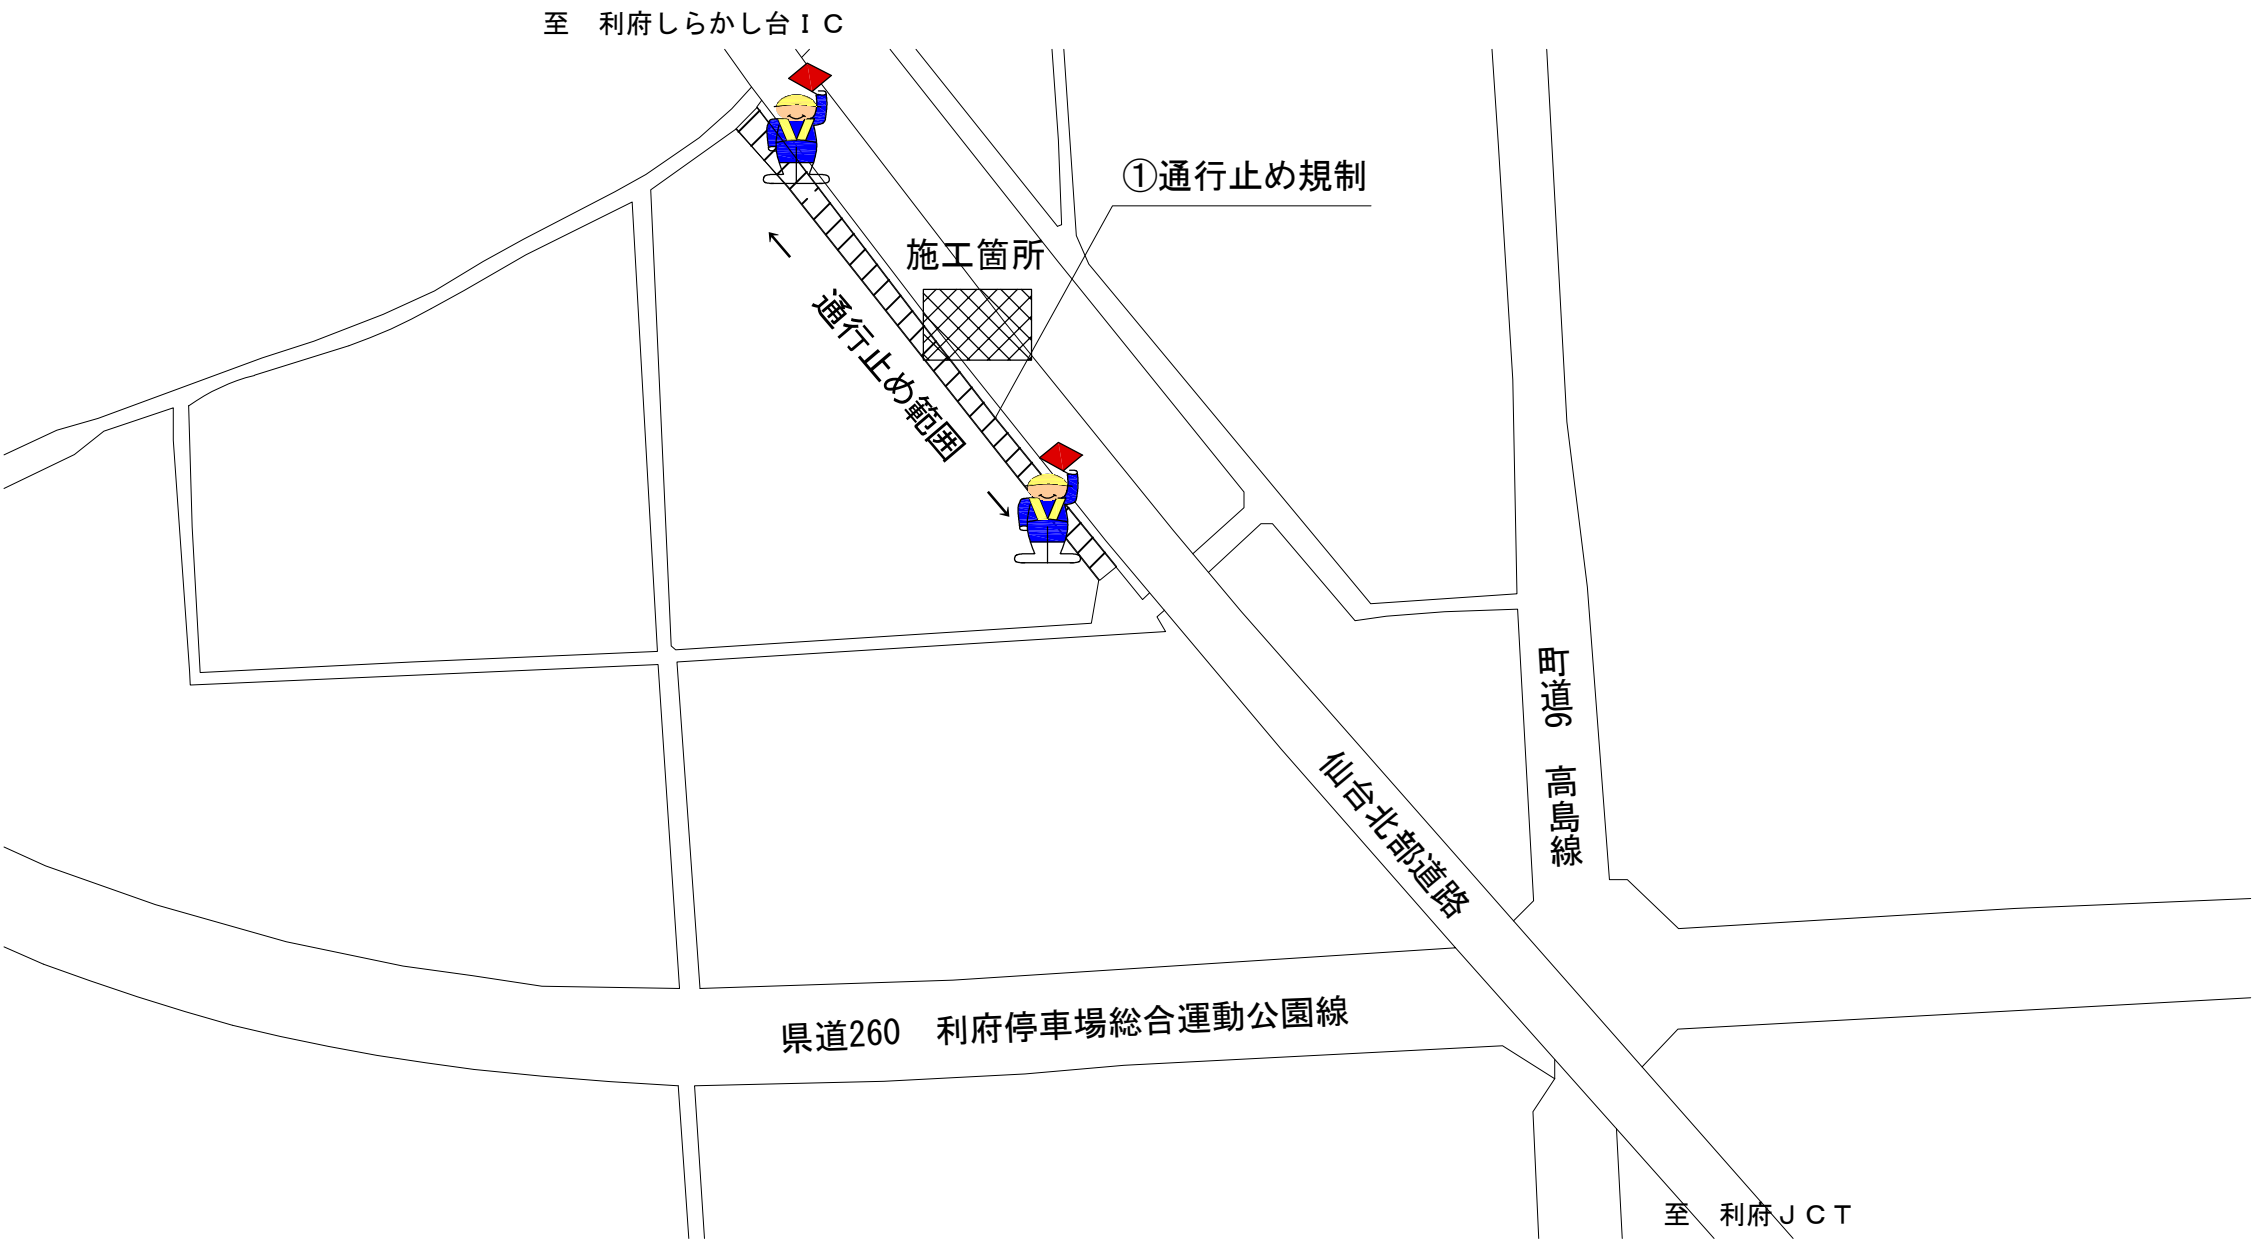 至　利府しらかし台ＩＣ
①通行止め規制
施工箇所
通行止め範囲
町道9　高島線
仙台北部道路
県道260　利府停車場総合運動公園線
至　利府ＪＣＴ